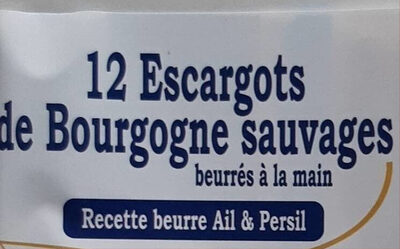 12 Escargots
de Bourgogne sauvages
beurrés à la main
Recette beurre Ail & Persil